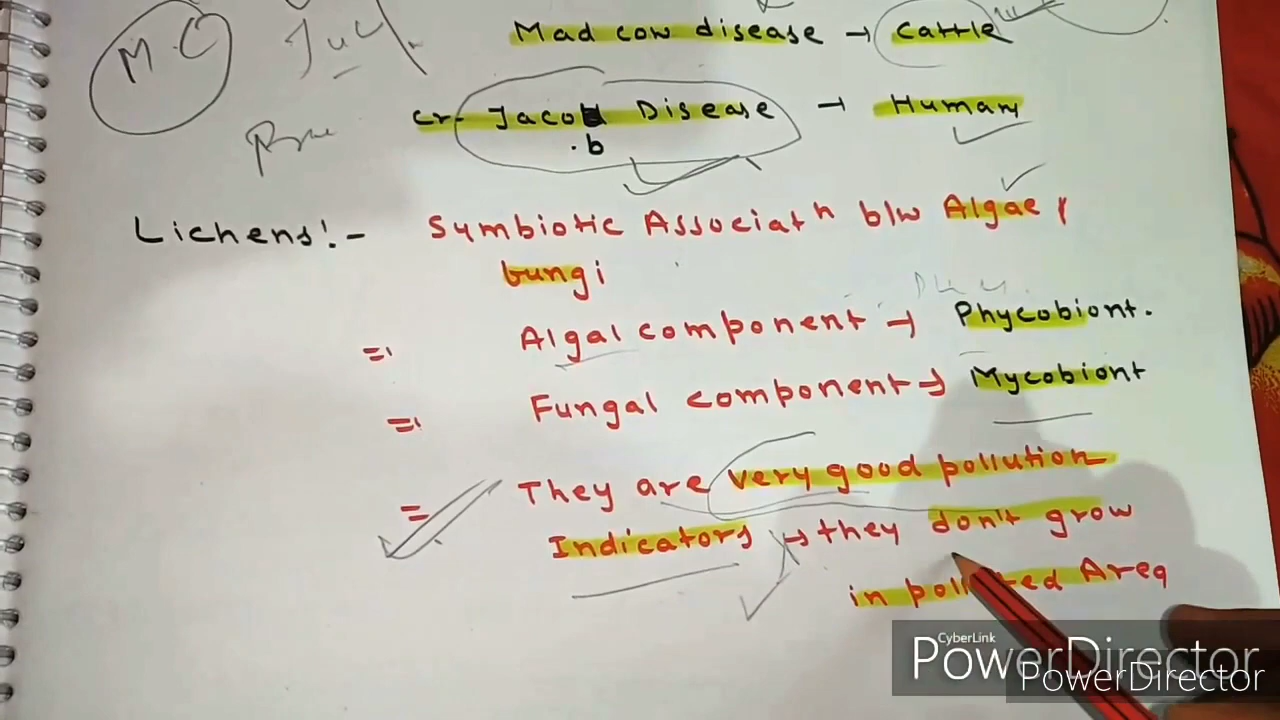 M.C
Mad cow disease → Cattle
Cr- Jacob Disease → Human
.b
Lichens:- Symbiotic Associatn b/w Algae &
Fungi
= Algal component → Phycobiont.
= Fungal component → Mycobiont
= They are very good pollution
Indicators → they don't grow
in polluted Area
CyberLink
PowerDirector
PowerDirector